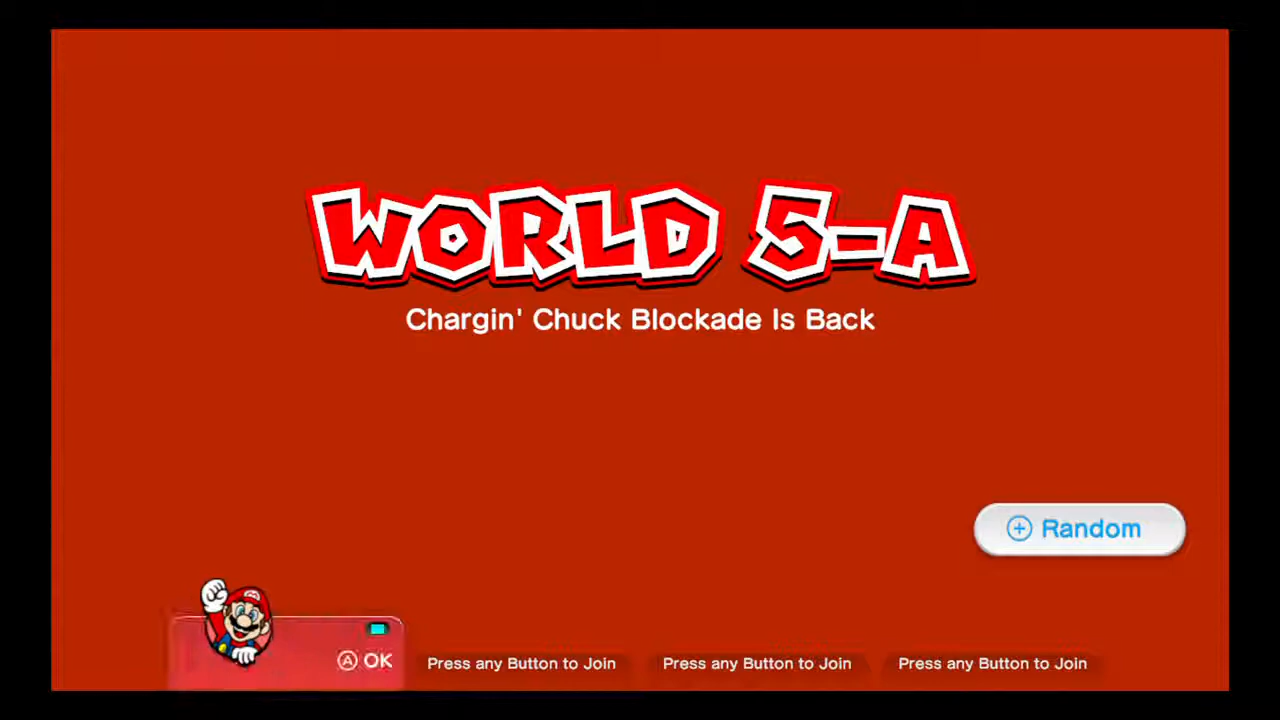 WORLD 5-A
Chargin' Chuck Blockade Is Back
Random
A OK
Press any Button to Join
Press any Button to Join
Press any Button to Join